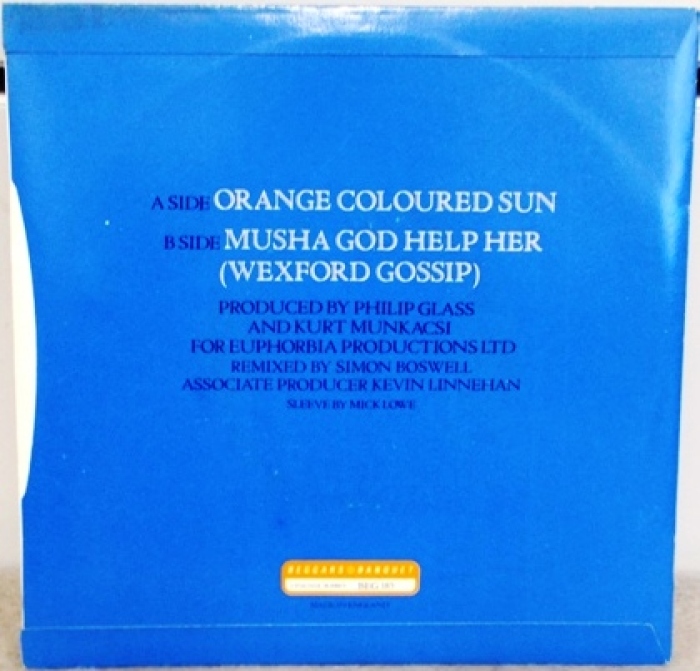 A SIDE ORANGE COLOURED SUN
B SIDE MUSHA GOD HELP HER
(WEXFORD GOSSIP)
PRODUCED BY PHILIP GLASS
AND KURT MUNKACSI
FOR EUPHORBIA PRODUCTIONS LTD
REMIXED BY SIMON BOSWELL
ASSOCIATE PRODUCER KEVIN LINNEHAN
SLEEVE BY MICK LOWE
BEGGARS BANQUET
MADE IN ENGLAND